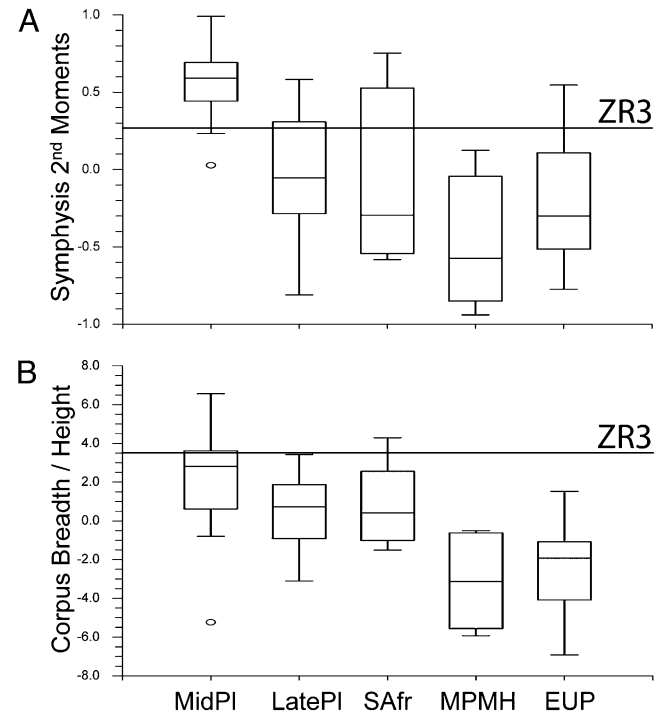 A
Symphysis 2nd Moments
1.0
0.5
0.0
-0.5
-1.0
ZR3
B
Corpus Breadth / Height
8.0
6.0
4.0
2.0
0.0
-2.0
-4.0
-6.0
-8.0
ZR3
MidPl LatePl SAfr MPMH EUP